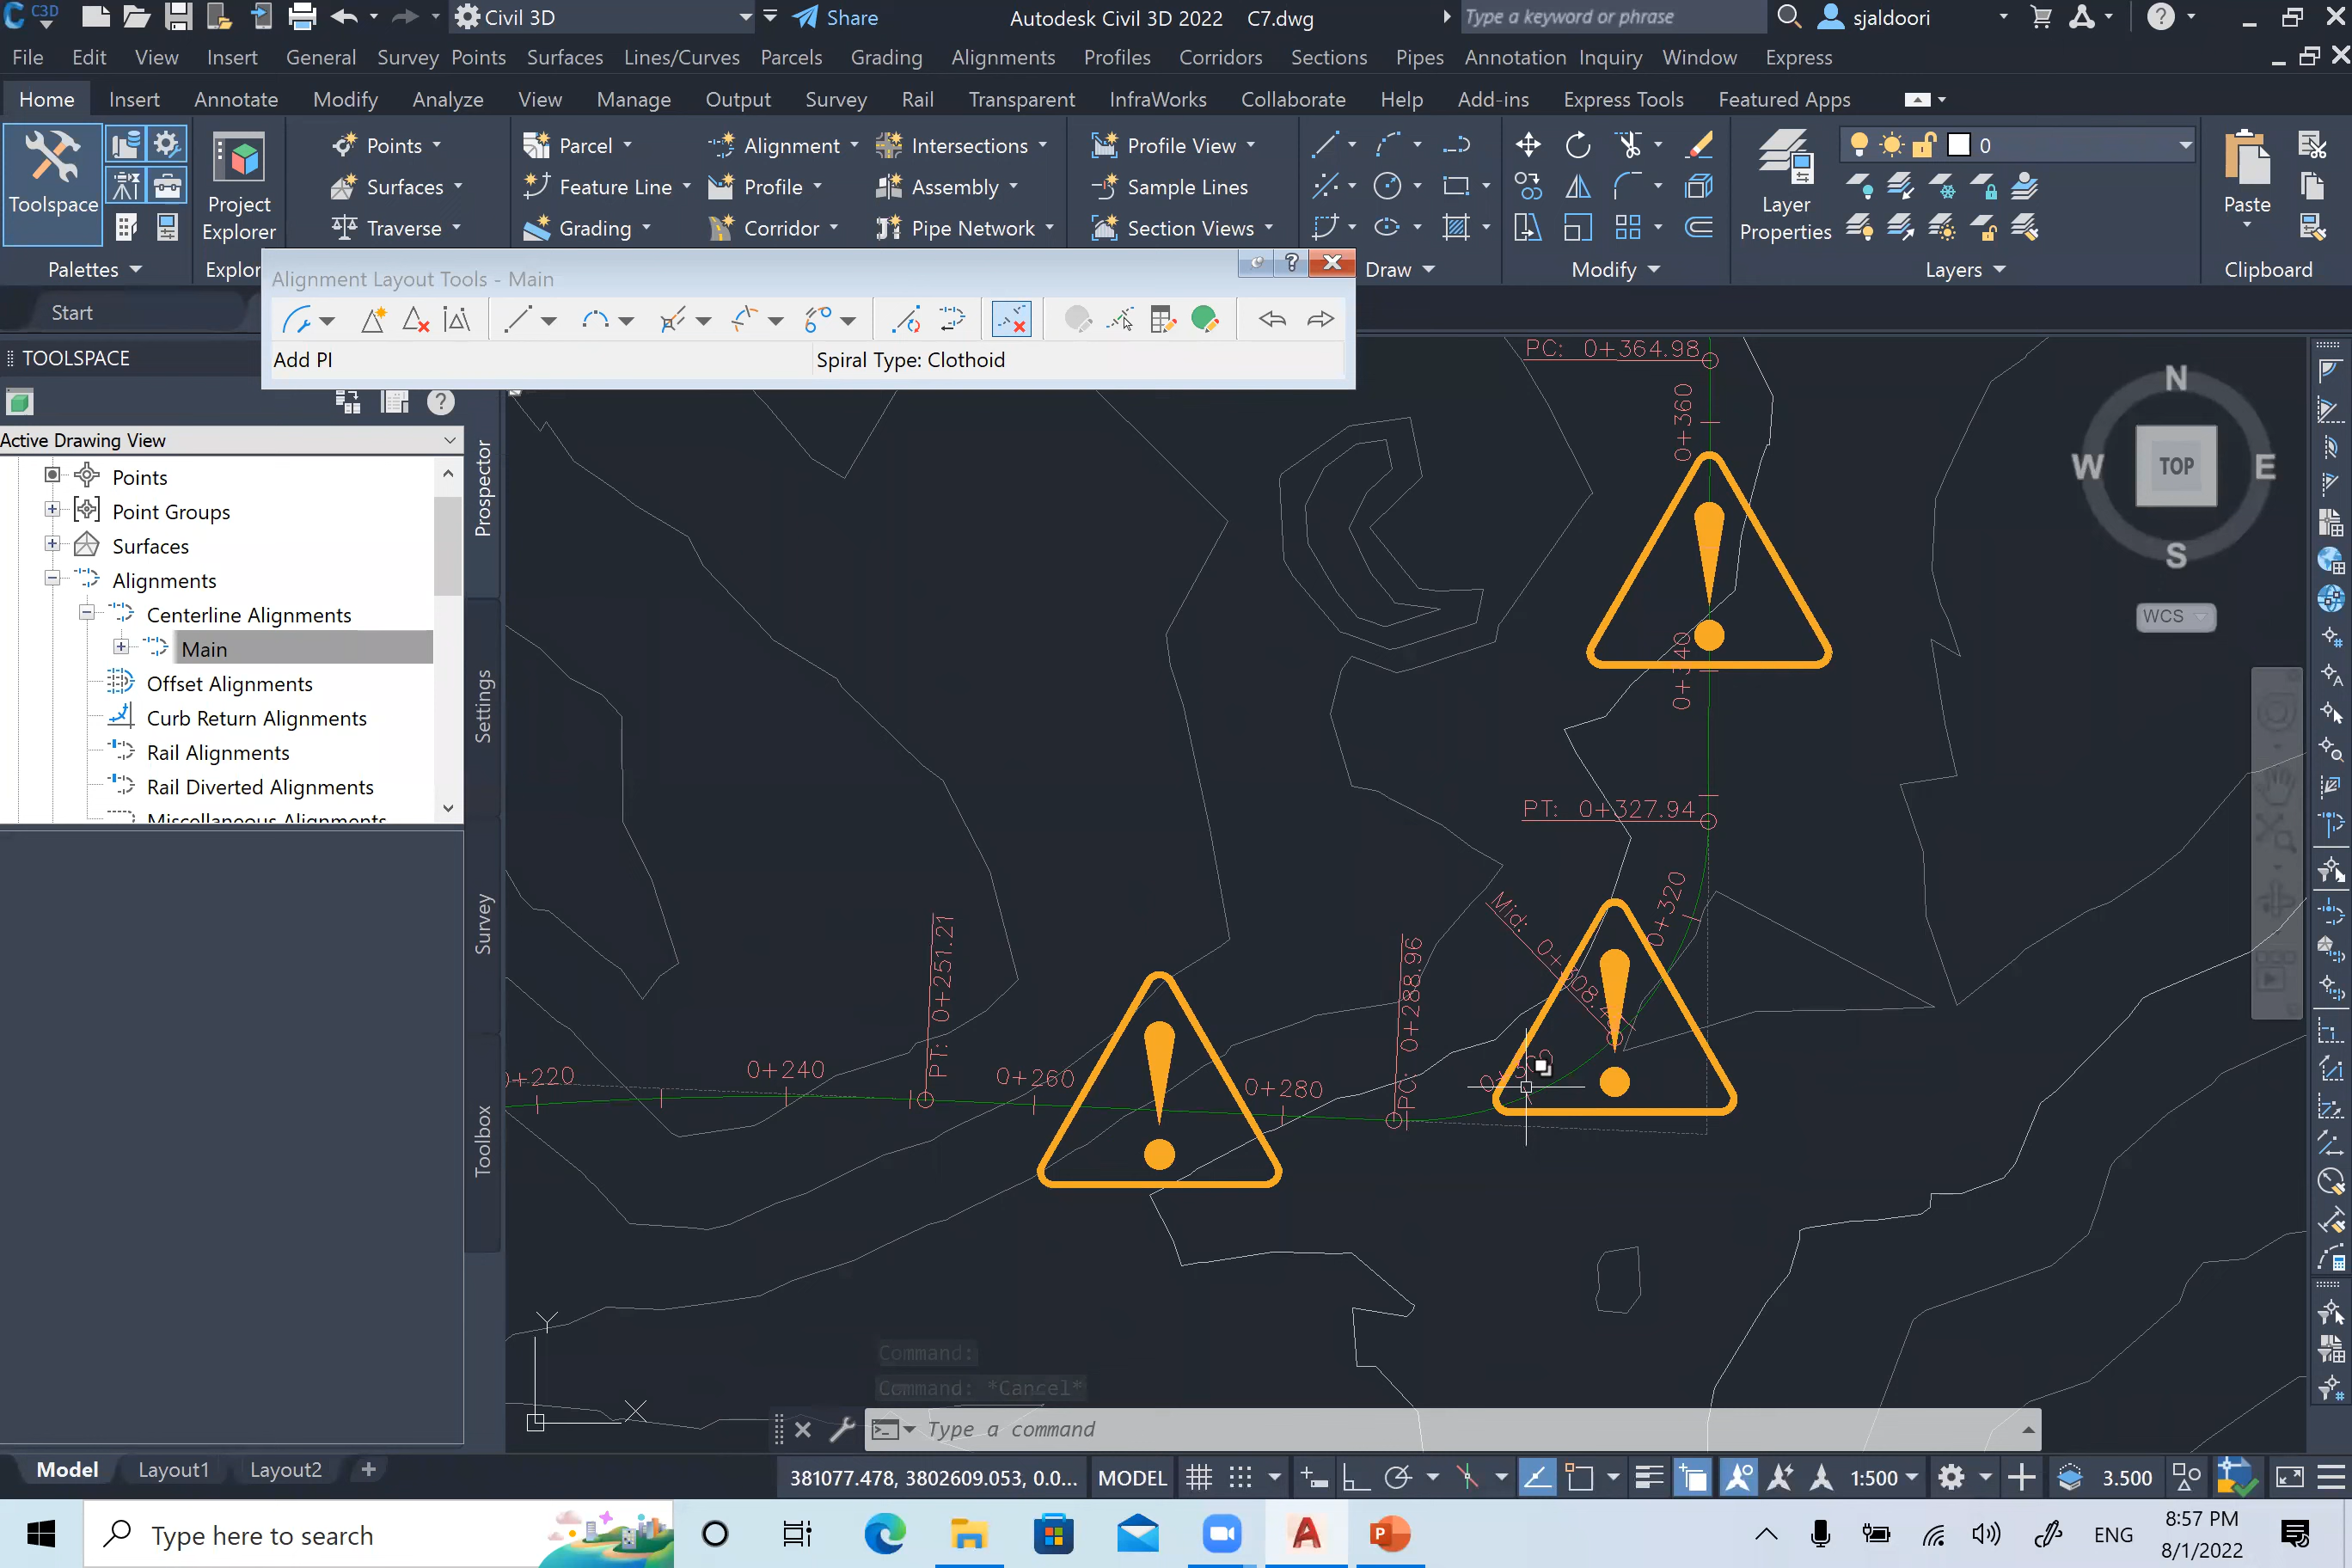 C3D
Civil 3D
Share
Autodesk Civil 3D 2022 C7.dwg
Type a keyword or phrase
sjaldoori
File Edit View Insert General Survey Points Surfaces Lines/Curves Parcels Grading Alignments Profiles Corridors Sections Pipes Annotation Inquiry Window Express
Home Insert Annotate Modify Analyze View Manage Output Survey Rail Transparent InfraWorks Collaborate Help Add-ins Express Tools Featured Apps
Points Parcel Alignment Intersections Profile View 0
Toolspace Project Explorer
Surfaces Feature Line Profile Assembly Sample Lines
Layer Properties
Paste
Traverse Grading Corridor Pipe Network Section Views
Palettes Explor Draw Modify Layers Clipboard
Alignment Layout Tools - Main
Start
Add PI Spiral Type: Clothoid
TOOLSPACE
Active Drawing View
Points
Point Groups
Surfaces
Alignments
Centerline Alignments
Main
Offset Alignments
Curb Return Alignments
Rail Alignments
Rail Diverted Alignments
Miscellaneous Alignments
Prospector
Settings
Survey
Toolbox
PC: 0+364.98
0+360
PT: 0+327.94
0+320
PC: 0+288.96
0+280
0+260
PT: 0+251.21
0+240
0+220
N
W TOP E
S
WCS
Y
X
Command:
Command: *Cancel*
Type a command
Model Layout1 Layout2 +
381077.478, 3802609.053, 0.0... MODEL 1:500 3.500
Type here to search
ENG
8:57 PM
8/1/2022